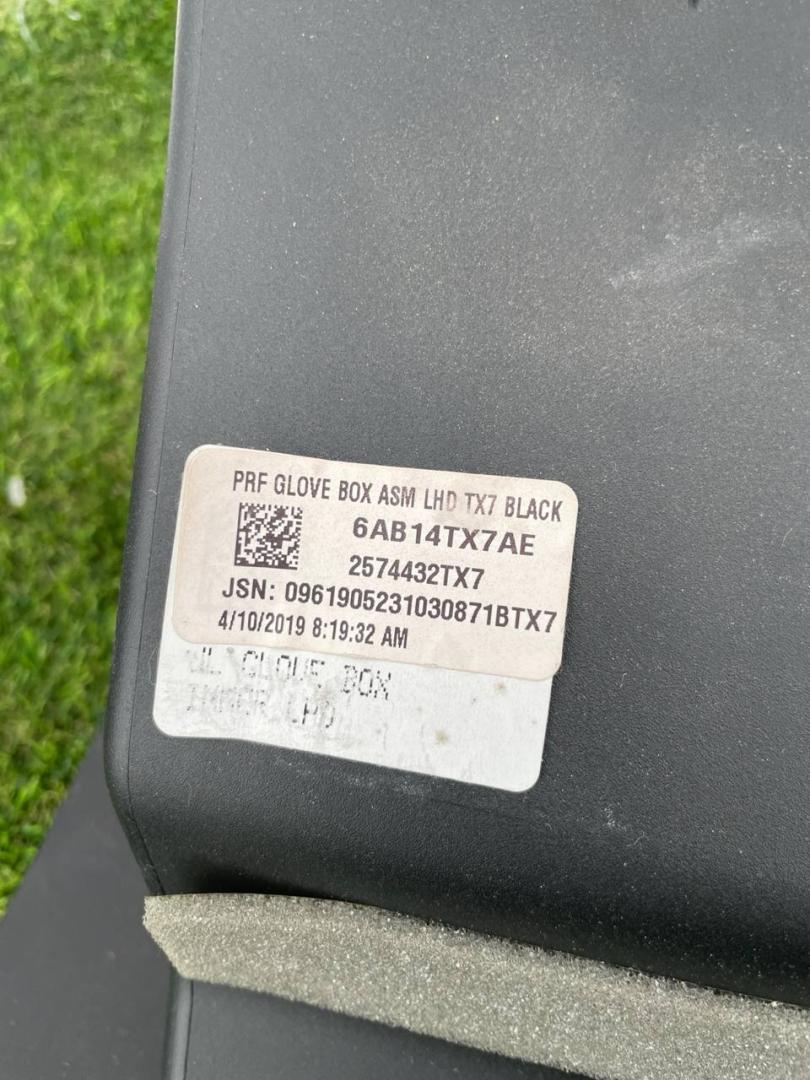 PRF GLOVE BOX ASM LHD TX7 BLACK
6AB14TX7AE
2574432TX7
JSN: 0961905231030871BTX7
4/10/2019 8:19:32 AM
WL GLOVE BOX
INNER LHD